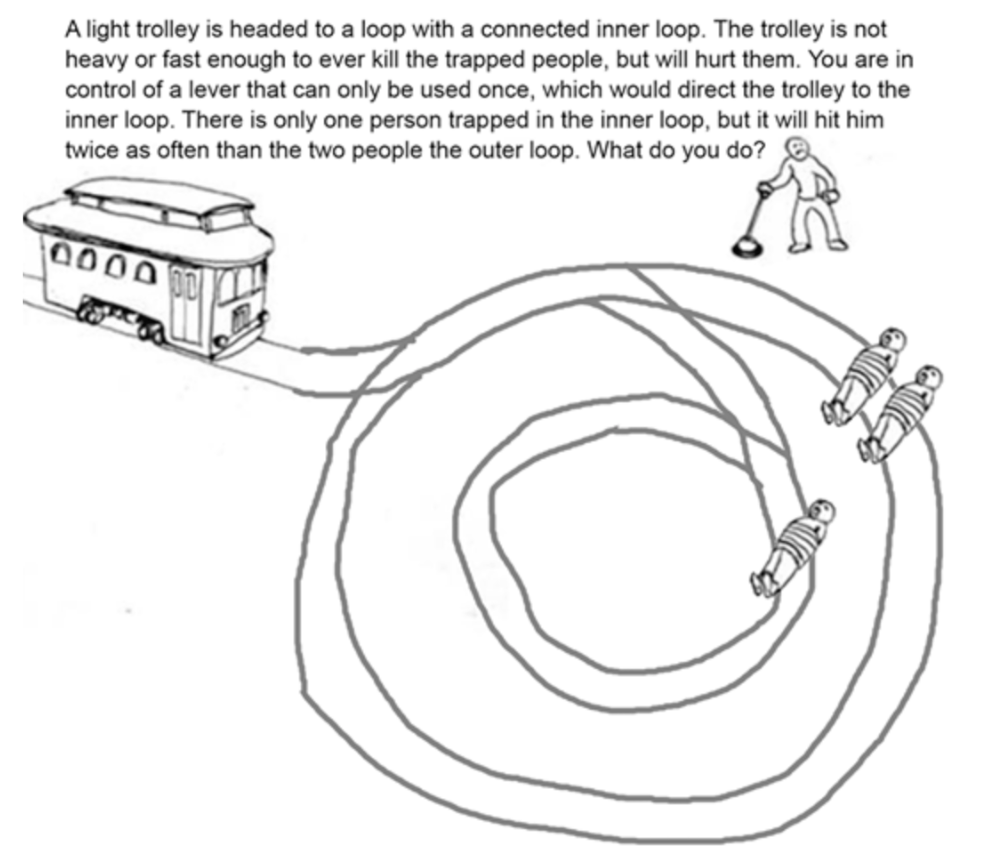 A light trolley is headed to a loop with a connected inner loop. The trolley is not
heavy or fast enough to ever kill the trapped people, but will hurt them. You are in
control of a lever that can only be used once, which would direct the trolley to the
inner loop. There is only one person trapped in the inner loop, but it will hit him
twice as often than the two people the outer loop. What do you do?